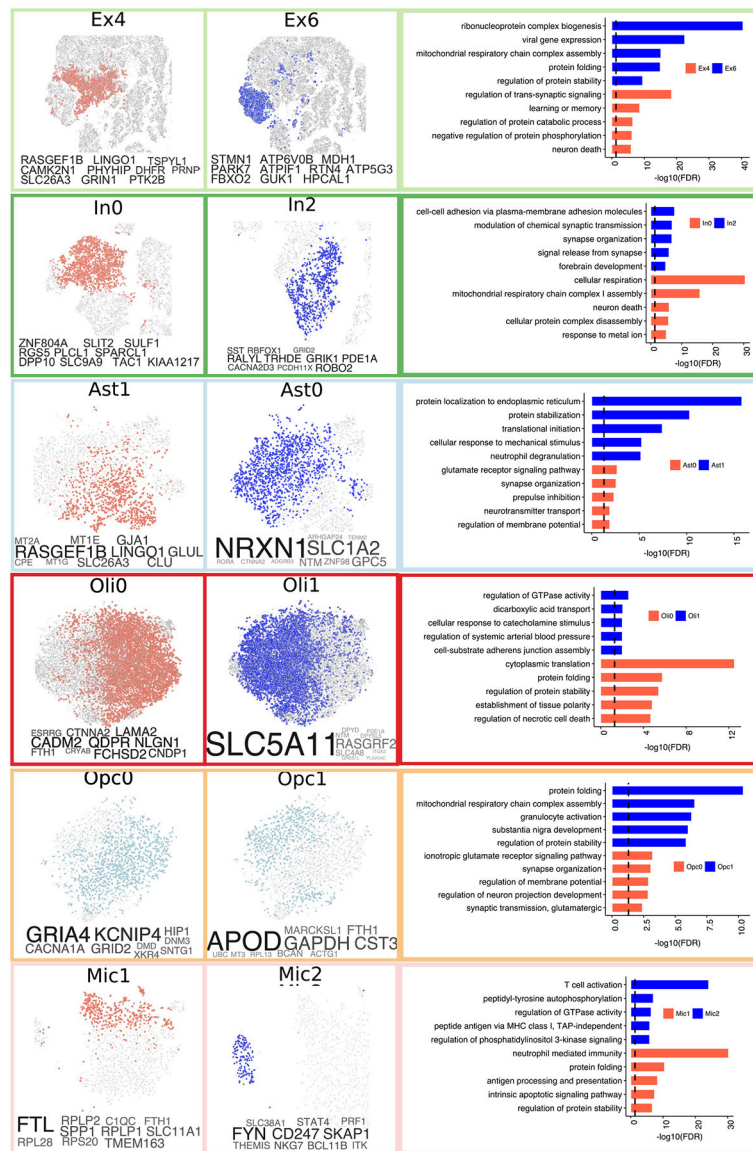 Ex4
RASGEF1B LINGO1 TSPYL1
CAMK2N1 PHYHIP DHFR PRNP
SLC26A3 GRIN1 PTK2B
Ex6
STMN1 ATP6V0B MDH1
PARK7 ATPIF1 RTN4 ATP5G3
FBXO2 GUK1 HPCAL1
ribonucleoprotein complex biogenesis
viral gene expression
mitochondrial respiratory chain complex assembly
protein folding
regulation of protein stability
regulation of trans-synaptic signaling
learning or memory
regulation of protein catabolic process
negative regulation of protein phosphorylation
neuron death
Ex4 Ex6
0 10 20 30 40
-log10(FDR)
In0
ZNF804A SLIT2 SULF1
RGS5 PLCL1 SPARCL1
DPP10 SLC9A9 TAC1 KIAA1217
In2
SST RBFOX1 GRID2
RALYL TRHDE GRIK1 PDE1A
CACNA2D3 PCDH11X ROBO2
cell-cell adhesion via plasma-membrane adhesion molecules
modulation of chemical synaptic transmission
synapse organization
signal release from synapse
forebrain development
cellular respiration
mitochondrial respiratory chain complex I assembly
neuron death
cellular protein complex disassembly
response to metal ion
In0 In2
0 10 20 30
-log10(FDR)
Ast1
MT2A MT1E GJA1
RASGEF1B LINGO1 GLUL
CPE MT1G SLC26A3 CLU
Ast0
ARHGAP24 TENM2
NRXN1 SLC1A2
RORA CTNNA2 ADGRB3 NTM ZNF98 GPC5
protein localization to endoplasmic reticulum
protein stabilization
translational initiation
cellular response to mechanical stimulus
neutrophil degranulation
glutamate receptor signaling pathway
synapse organization
prepulse inhibition
neurotransmitter transport
regulation of membrane potential
Ast0 Ast1
0 5 10 15
-log10(FDR)
Oli0
ESRRG CTNNA2 LAMA2
CADM2 QDPR NLGN1
FTH1 CRYAB FCHSD2 CNDP1
Oli1
DPYD PDE1A
NTM DPYSL5
SLC5A11 RASGRF2
SLC4A8 ITGA2
PLA2G4C
regulation of GTPase activity
dicarboxylic acid transport
cellular response to catecholamine stimulus
regulation of systemic arterial blood pressure
cell-substrate adherens junction assembly
cytoplasmic translation
protein folding
regulation of protein stability
establishment of tissue polarity
regulation of necrotic cell death
Oli0 Oli1
0 4 8 12
-log10(FDR)
Opc0
GRIA4 KCNIP4 HIP1
DNM3
CACNA1A GRID2 DMD SNTG1
XKR4
Opc1
MARCKSL1 FTH1
APOD GAPDH CST3
UBC MT3 RPL13 BCAN ACTG1
protein folding
mitochondrial respiratory chain complex assembly
granulocyte activation
substantia nigra development
regulation of protein stability
ionotropic glutamate receptor signaling pathway
synapse organization
regulation of membrane potential
regulation of neuron projection development
synaptic transmission, glutamatergic
Opc0 Opc1
0.0 2.5 5.0 7.5 10.0
-log10(FDR)
Mic1
RPLP2 C1QC FTH1
FTL SPP1 RPLP1 SLC11A1
RPL28 RPS20 TMEM163
Mic2
SLC38A1 STAT4 PRF1
FYN CD247 SKAP1
THEMIS NKG7 BCL11B ITK
T cell activation
peptidyl-tyrosine autophosphorylation
regulation of GTPase activity
peptide antigen via MHC class I, TAP-independent
regulation of phosphatidylinositol 3-kinase signaling
neutrophil mediated immunity
protein folding
antigen processing and presentation
intrinsic apoptotic signaling pathway
regulation of protein stability
Mic1 Mic2
0 10 20 30
-log10(FDR)